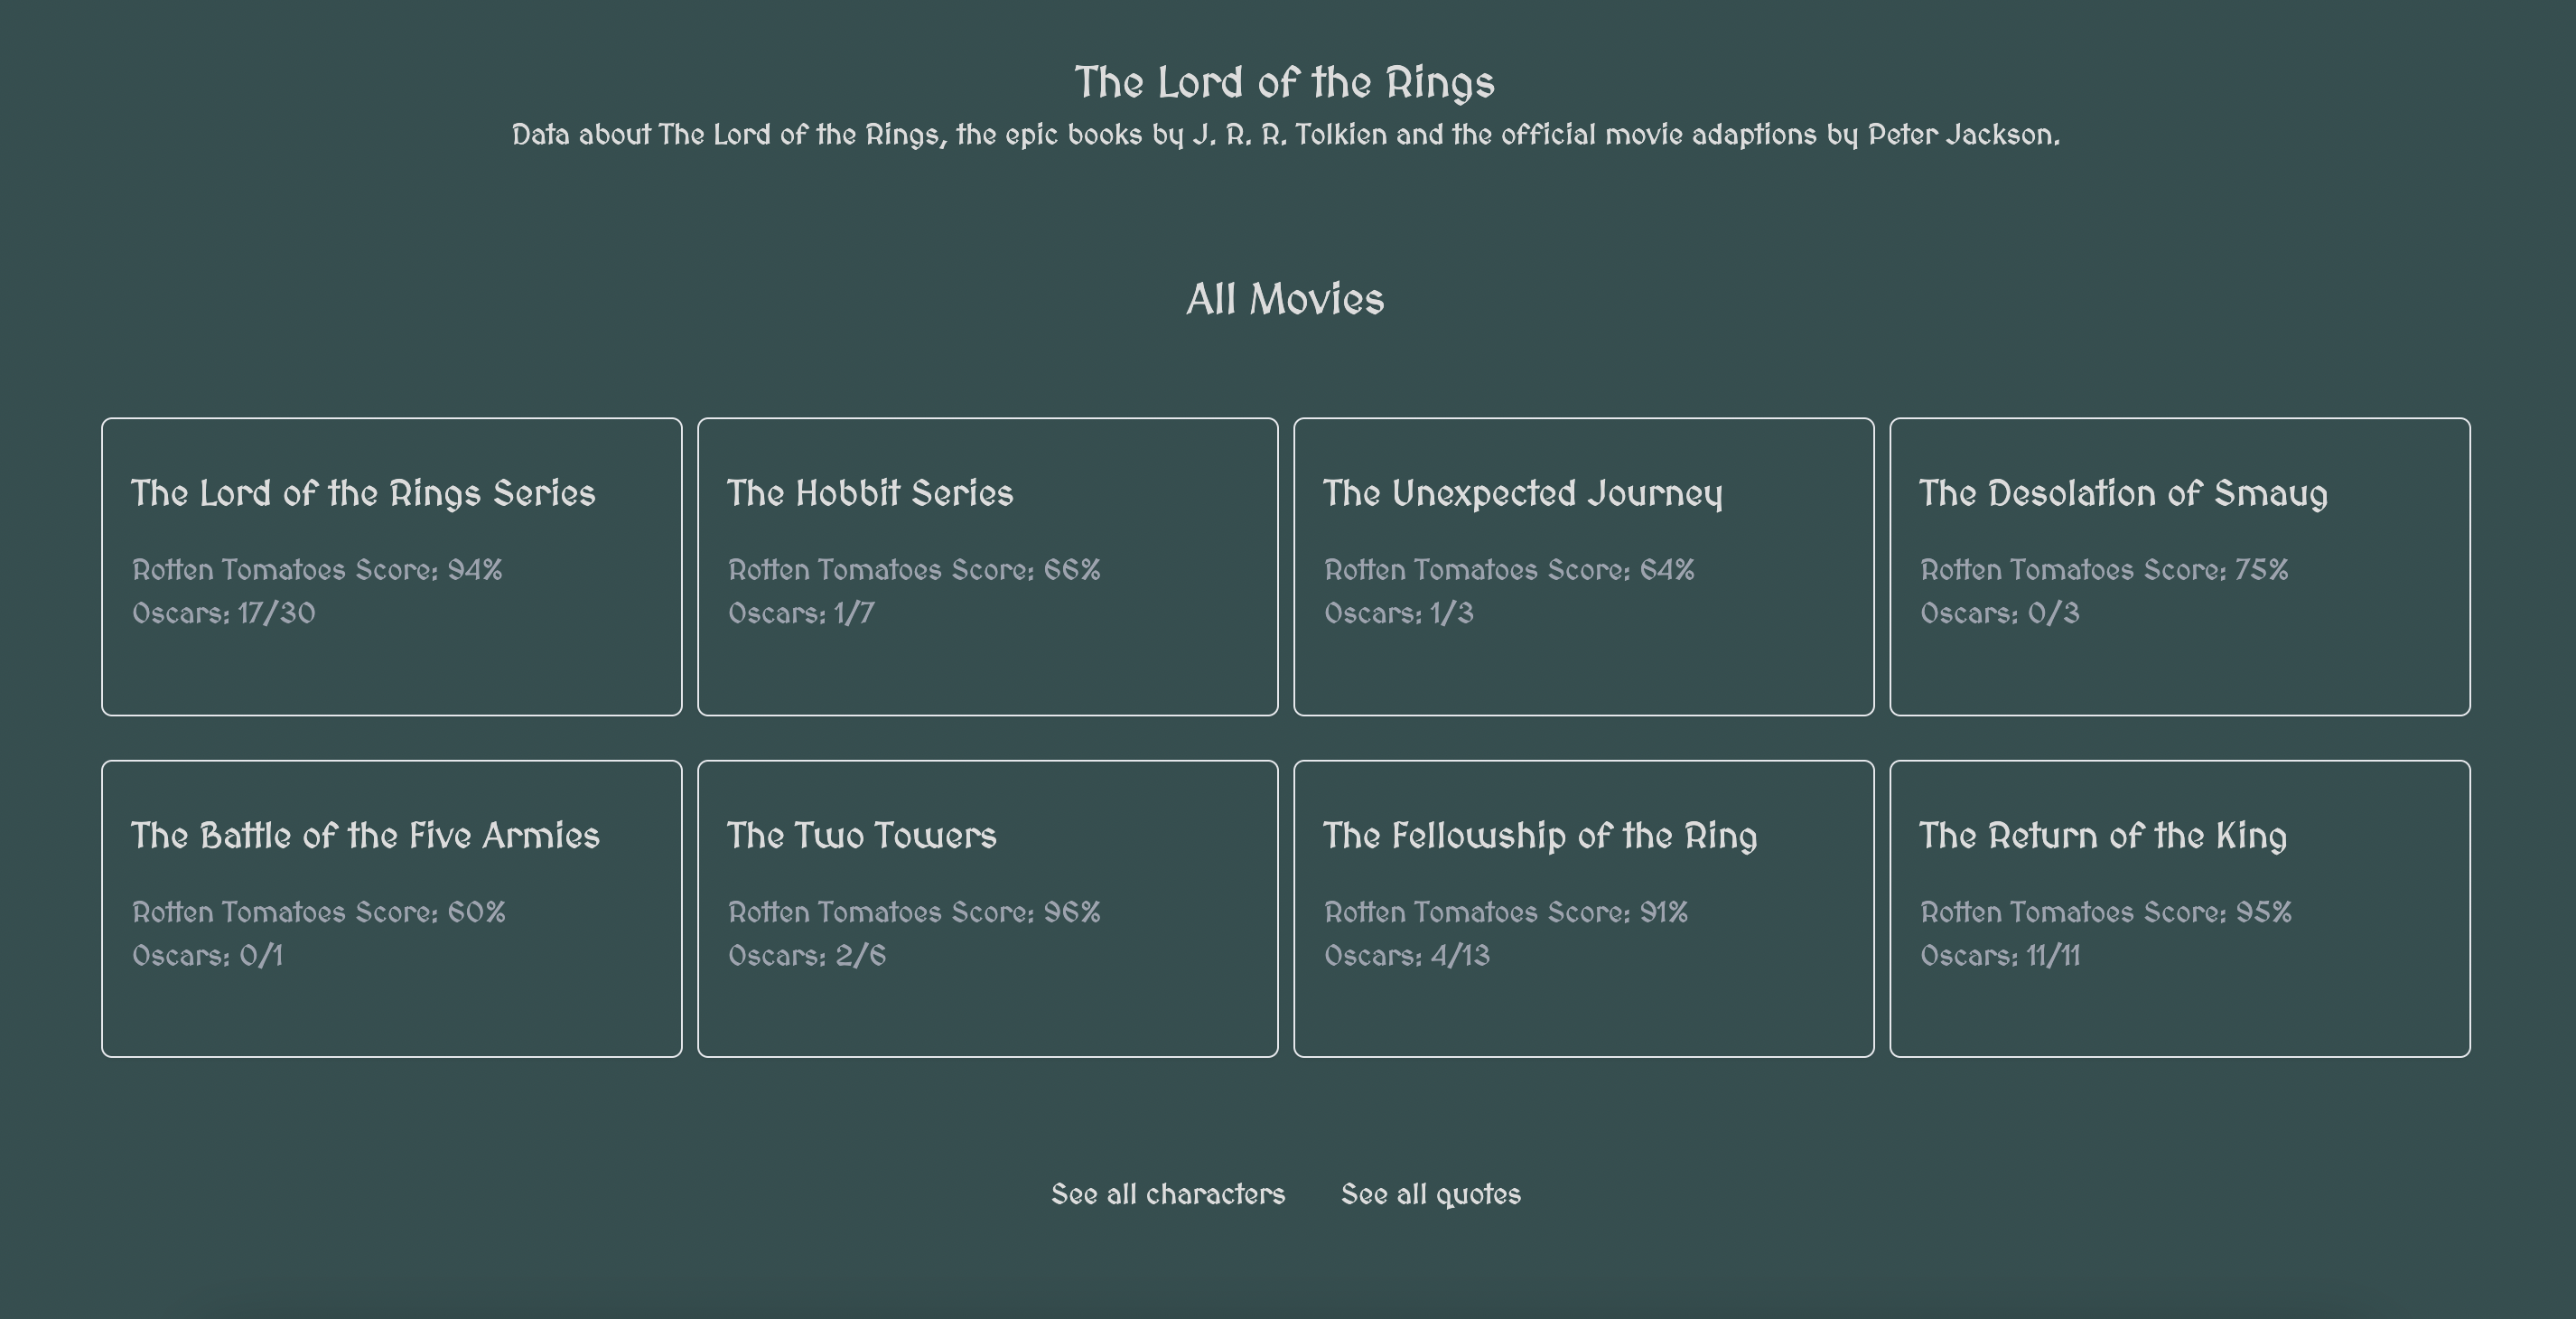 The Lord of the Rings
Data about The Lord of the Rings, the epic books by J. R. R. Tolkien and the official movie adaptions by Peter Jackson.
All Movies
The Lord of the Rings Series
Rotten Tomatoes Score: 94%
Oscars: 17/30
The Hobbit Series
Rotten Tomatoes Score: 66%
Oscars: 1/7
The Unexpected Journey
Rotten Tomatoes Score: 64%
Oscars: 1/3
The Desolation of Smaug
Rotten Tomatoes Score: 75%
Oscars: 0/3
The Battle of the Five Armies
Rotten Tomatoes Score: 60%
Oscars: 0/1
The Two Towers
Rotten Tomatoes Score: 96%
Oscars: 2/6
The Fellowship of the Ring
Rotten Tomatoes Score: 91%
Oscars: 4/13
The Return of the King
Rotten Tomatoes Score: 95%
Oscars: 11/11
See all characters
See all quotes